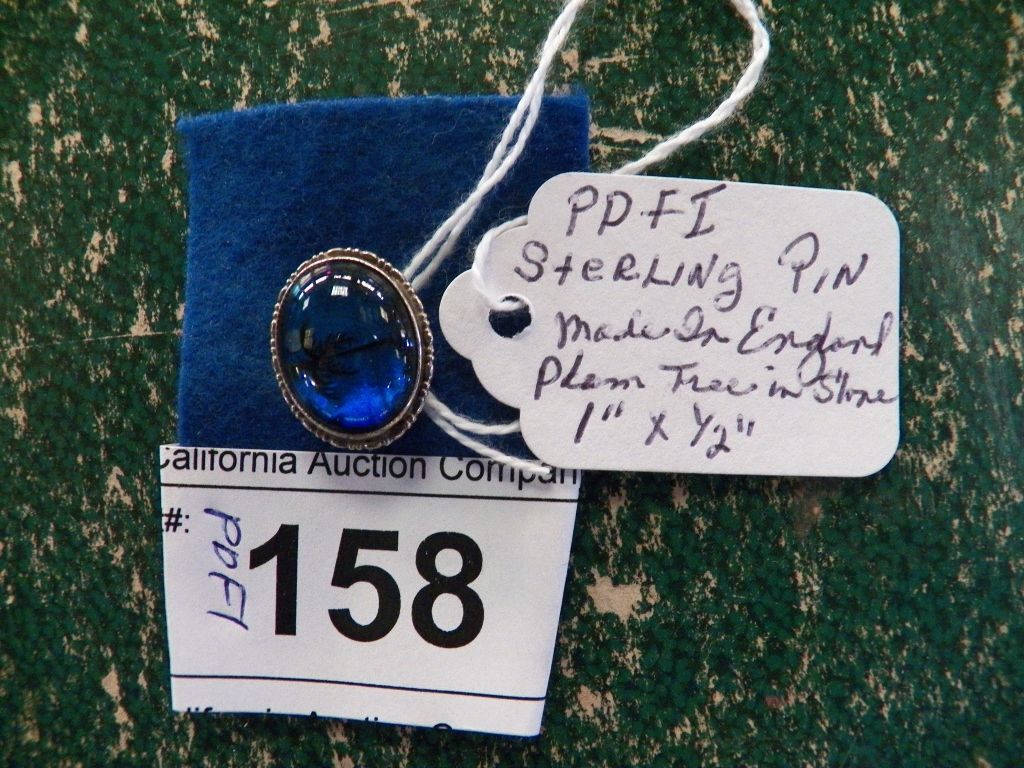 PDFI
STERLING PIN
Made In England
Plam Tree in Stone
1" x 1/2"
California Auction Compan
#:
PDFI
158